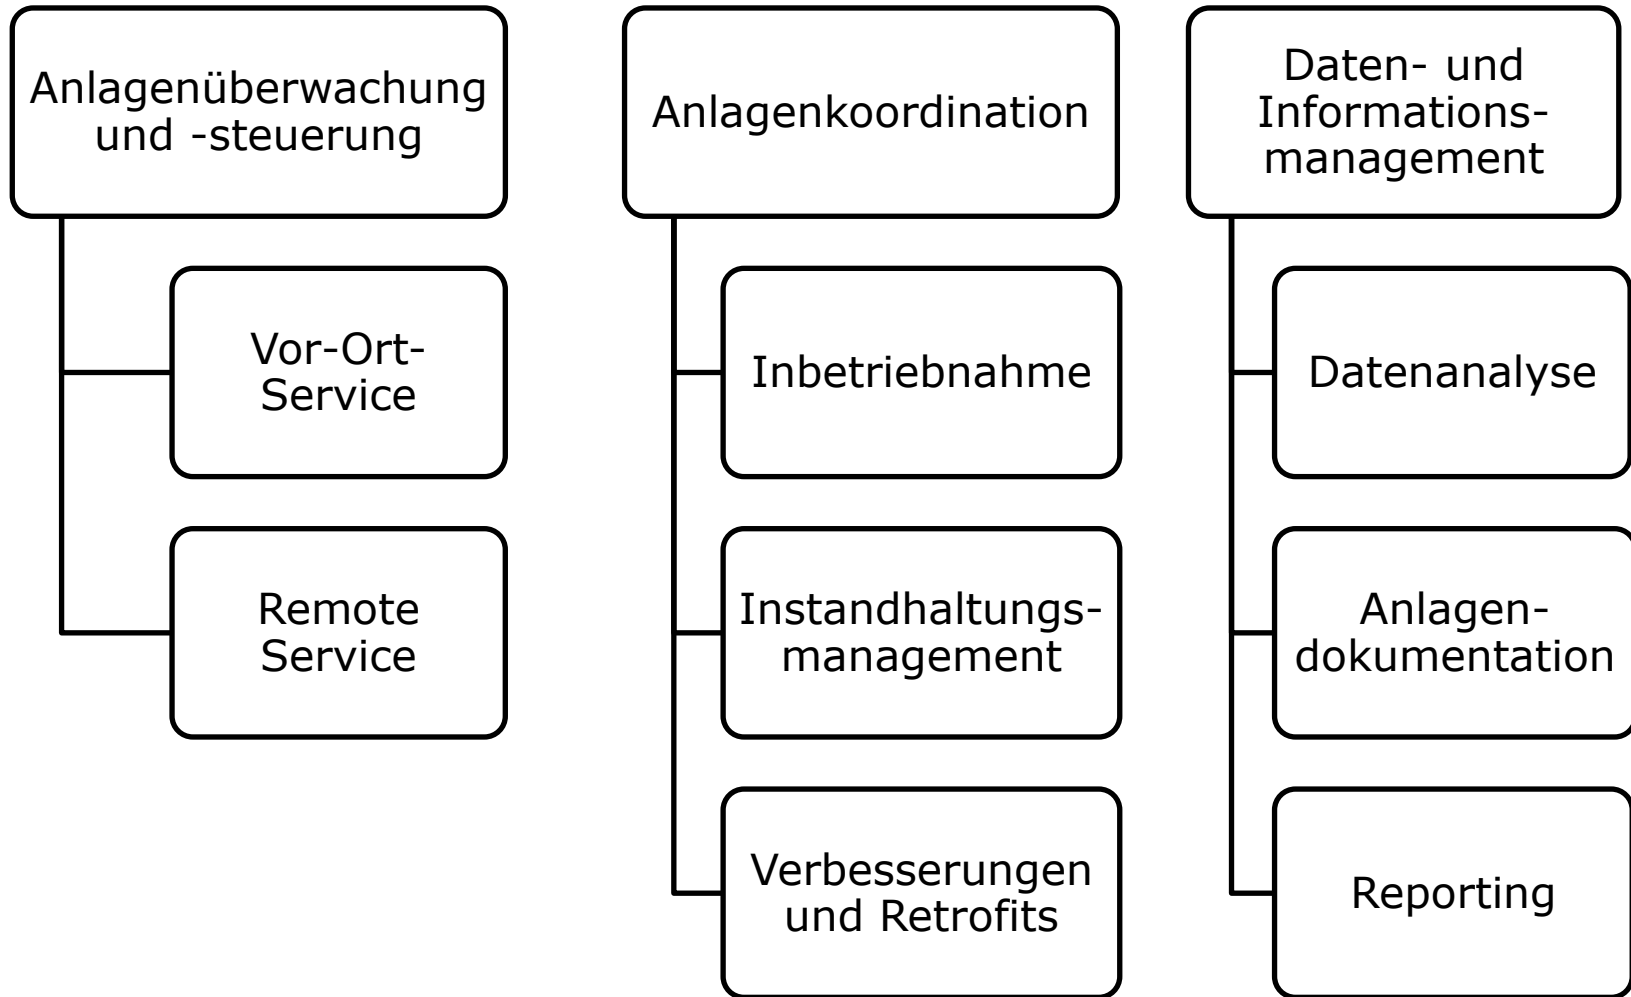 Anlagenüberwachung
und -steuerung
Vor-Ort-
Service
Remote
Service
Anlagenkoordination
Inbetriebnahme
Instandhaltungs-
management
Verbesserungen
und Retrofits
Daten- und
Informations-
management
Datenanalyse
Anlagen-
dokumentation
Reporting